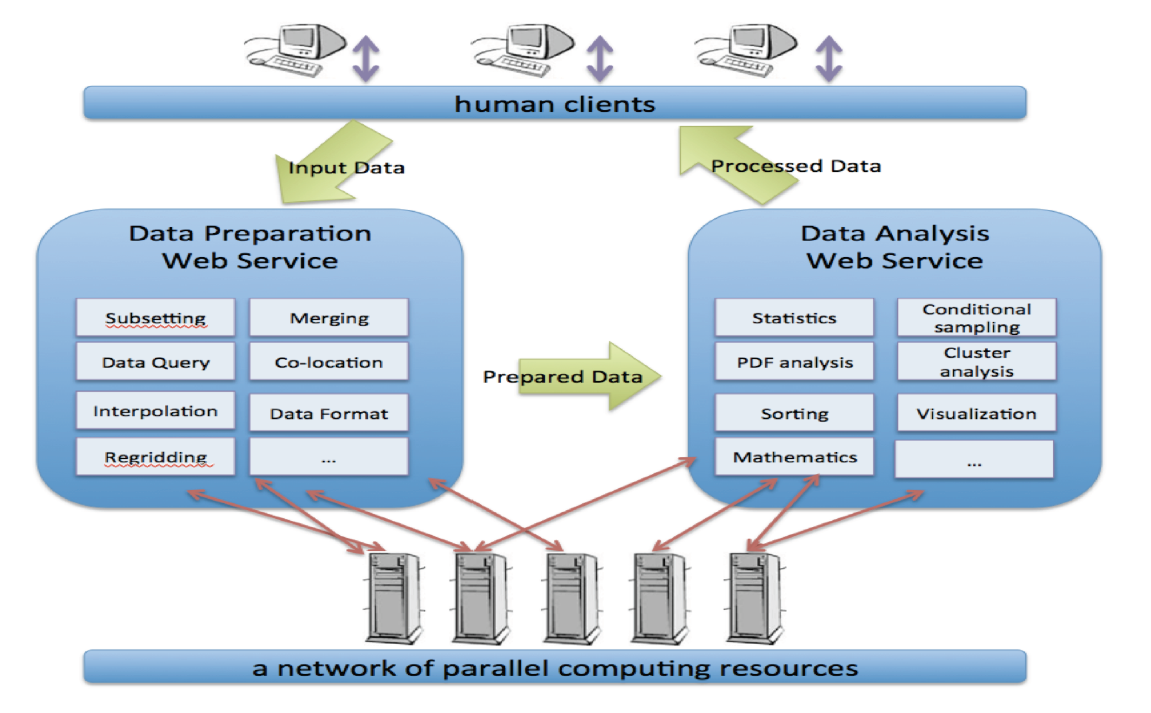 human clients
Input Data
Processed Data
Data Preparation
Web Service
Subsetting
Merging
Data Query
Co-location
Interpolation
Data Format
Regridding
...
Prepared Data
Data Analysis
Web Service
Statistics
Conditional
sampling
PDF analysis
Cluster
analysis
Sorting
Visualization
Mathematics
...
a network of parallel computing resources